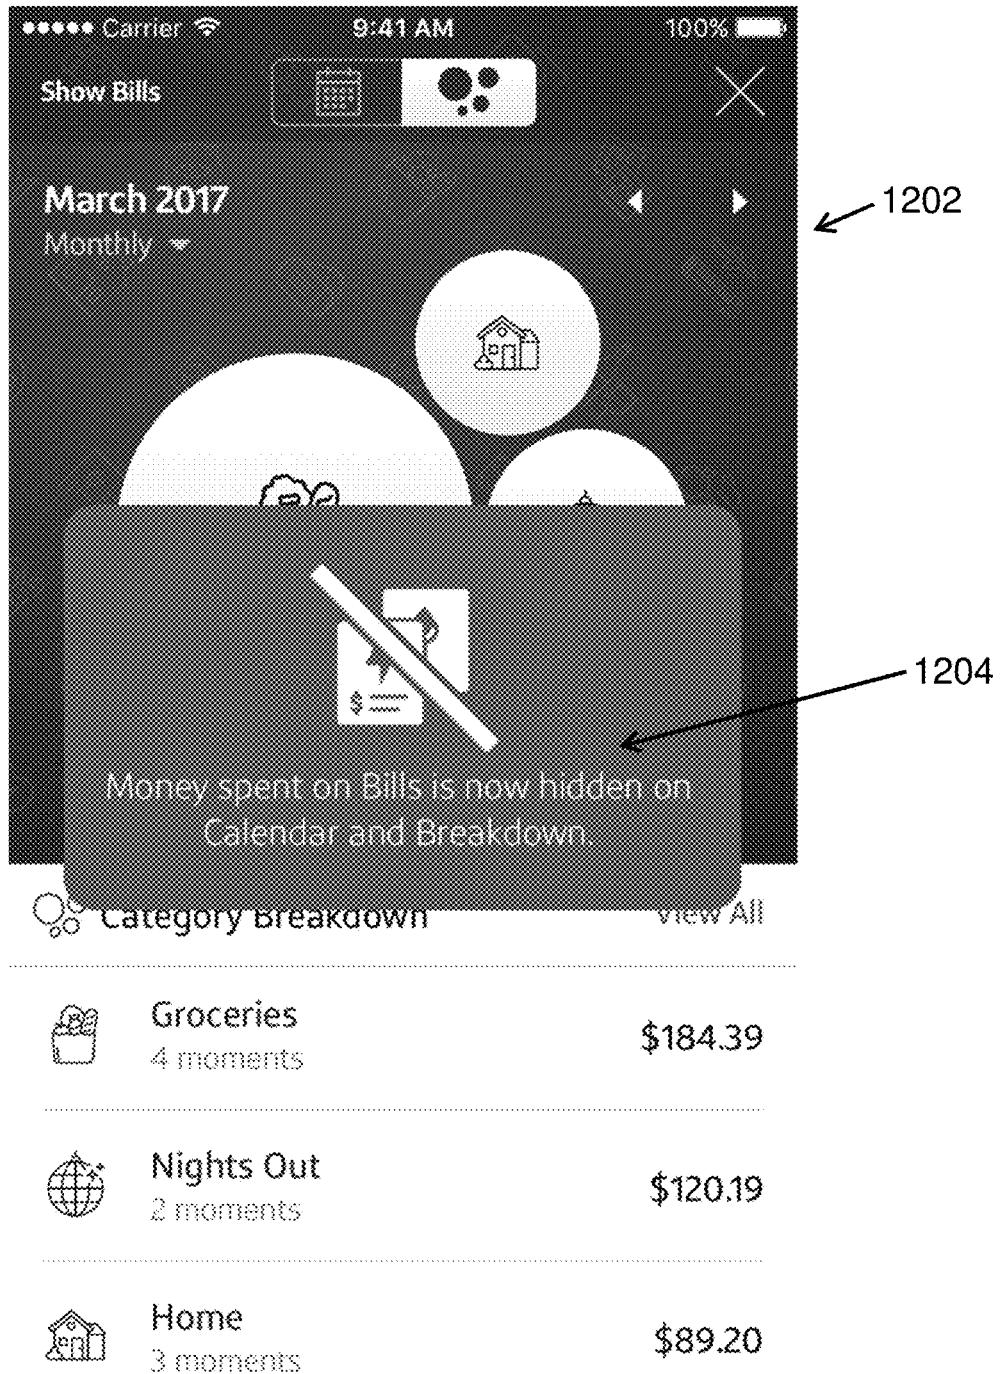 Carrier 9:41 AM 100%
Show Bills
March 2017
1202
Monthly
1204
$
Money spent on Bills is now hidden on
Calendar and Breakdown.
Category Breakdown View All
Groceries
$184.39
4 moments
Nights Out
$120.19
2 moments
Home
$89.20
3 moments